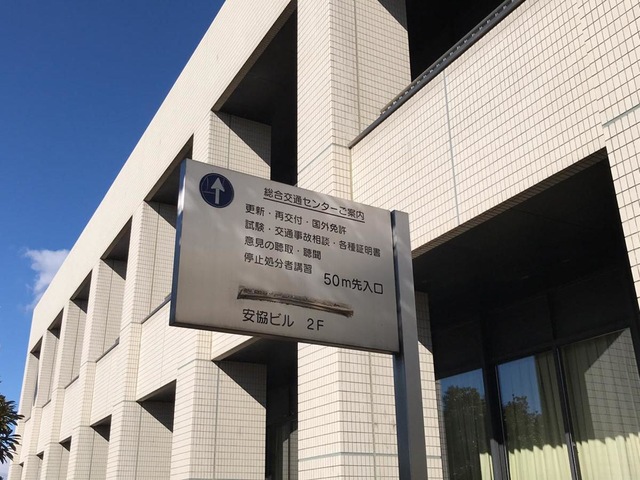 総合交通センターご案内
更新・再交付・国外免許
試験・交通事故相談・各種証明書
意見の聴取・聴聞
停止処分者講習
50m先入口
安協ビル 2F